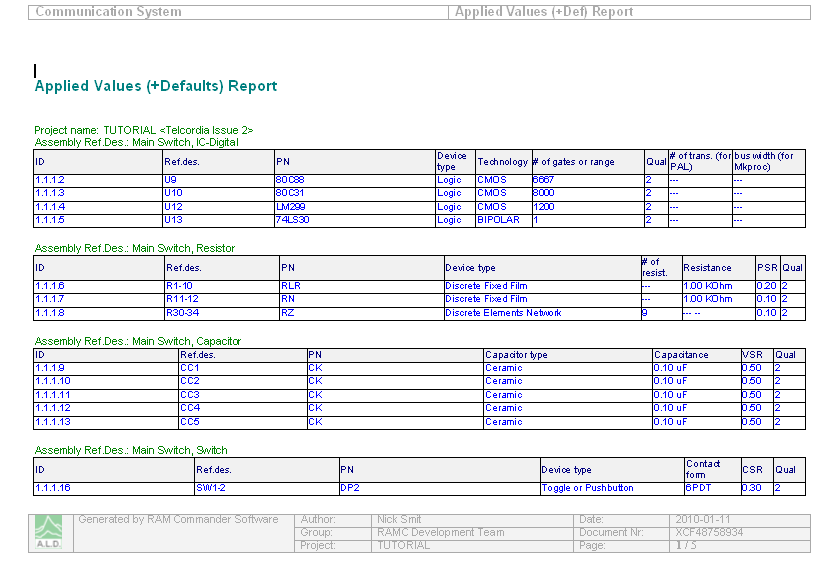 Communication System Applied Values (+Def) Report
Applied Values (+Defaults) Report
Project name: TUTORIAL <Telcordia Issue 2>
Assembly Ref.Des.: Main Switch, IC-Digital
ID Ref.des. PN Device type Technology # of gates or range Qual # of trans. (for PAL) bus width (for Mkproc)
1.1.1.2 U9 80C88 Logic CMOS 6667 2 --- ---
1.1.1.3 U10 80C31 Logic CMOS 8000 2 --- ---
1.1.1.4 U12 LM299 Logic CMOS 1200 2 --- ---
1.1.1.5 U13 74LS30 Logic BIPOLAR 1 2 --- ---
Assembly Ref.Des.: Main Switch, Resistor
ID Ref.des. PN Device type # of resist. Resistance PSR Qual
1.1.1.6 R1-10 RLR Discrete Fixed Film --- 1.00 KOhm 0.20 2
1.1.1.7 R11-12 RN Discrete Fixed Film --- 1.00 KOhm 0.10 2
1.1.1.8 R30-34 RZ Discrete Elements Network 9 --- -- 0.10 2
Assembly Ref.Des.: Main Switch, Capacitor
ID Ref.des. PN Capacitor type Capacitance VSR Qual
1.1.1.9 CC1 CK Ceramic 0.10 uF 0.50 2
1.1.1.10 CC2 CK Ceramic 0.10 uF 0.50 2
1.1.1.11 CC3 CK Ceramic 0.10 uF 0.50 2
1.1.1.12 CC4 CK Ceramic 0.10 uF 0.50 2
1.1.1.13 CC5 CK Ceramic 0.10 uF 0.50 2
Assembly Ref.Des.: Main Switch, Switch
ID Ref.des. PN Device type Contact form CSR Qual
1.1.1.16 SW1-2 DP2 Toggle or Pushbutton 6PDT 0.30 2
A.L.D. Generated by RAM Commander Software Author: Nick Smit Date: 2010-01-11
Group: RAMC Development Team Document Nr: XCF48758934
Project: TUTORIAL Page: 1 / 5